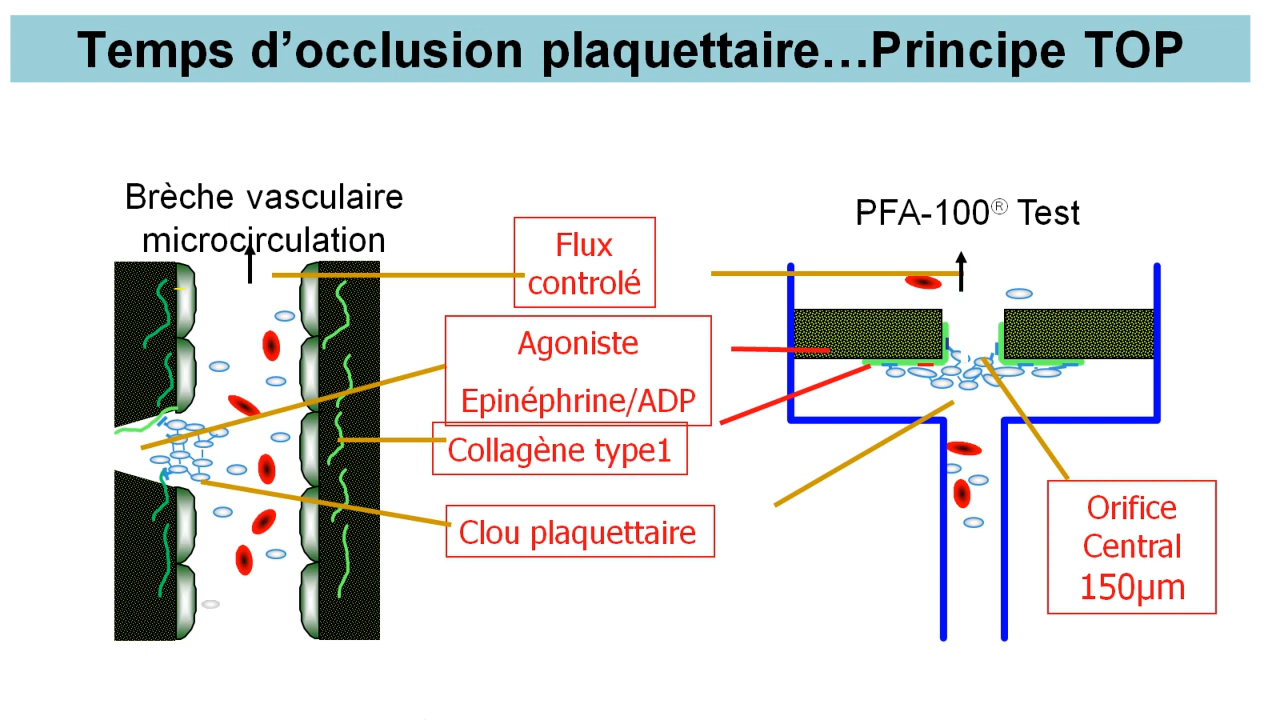 Temps d’occlusion plaquettaire…Principe TOP
Brèche vasculaire
microcirculation
PFA-100® Test
Flux
controlé
Agoniste
Epinéphrine/ADP
Collagène type1
Clou plaquettaire
Orifice
Central
150µm